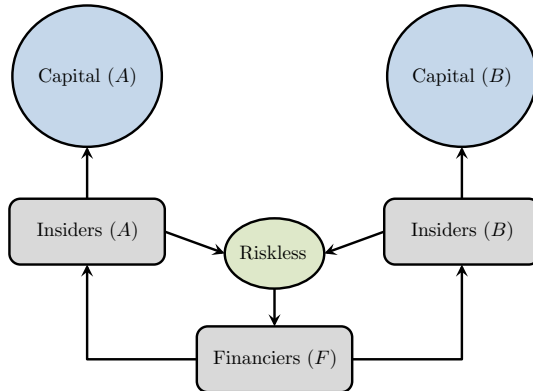 Capital (A)
Capital (B)
Insiders (A)
Insiders (B)
Riskless
Financiers (F)